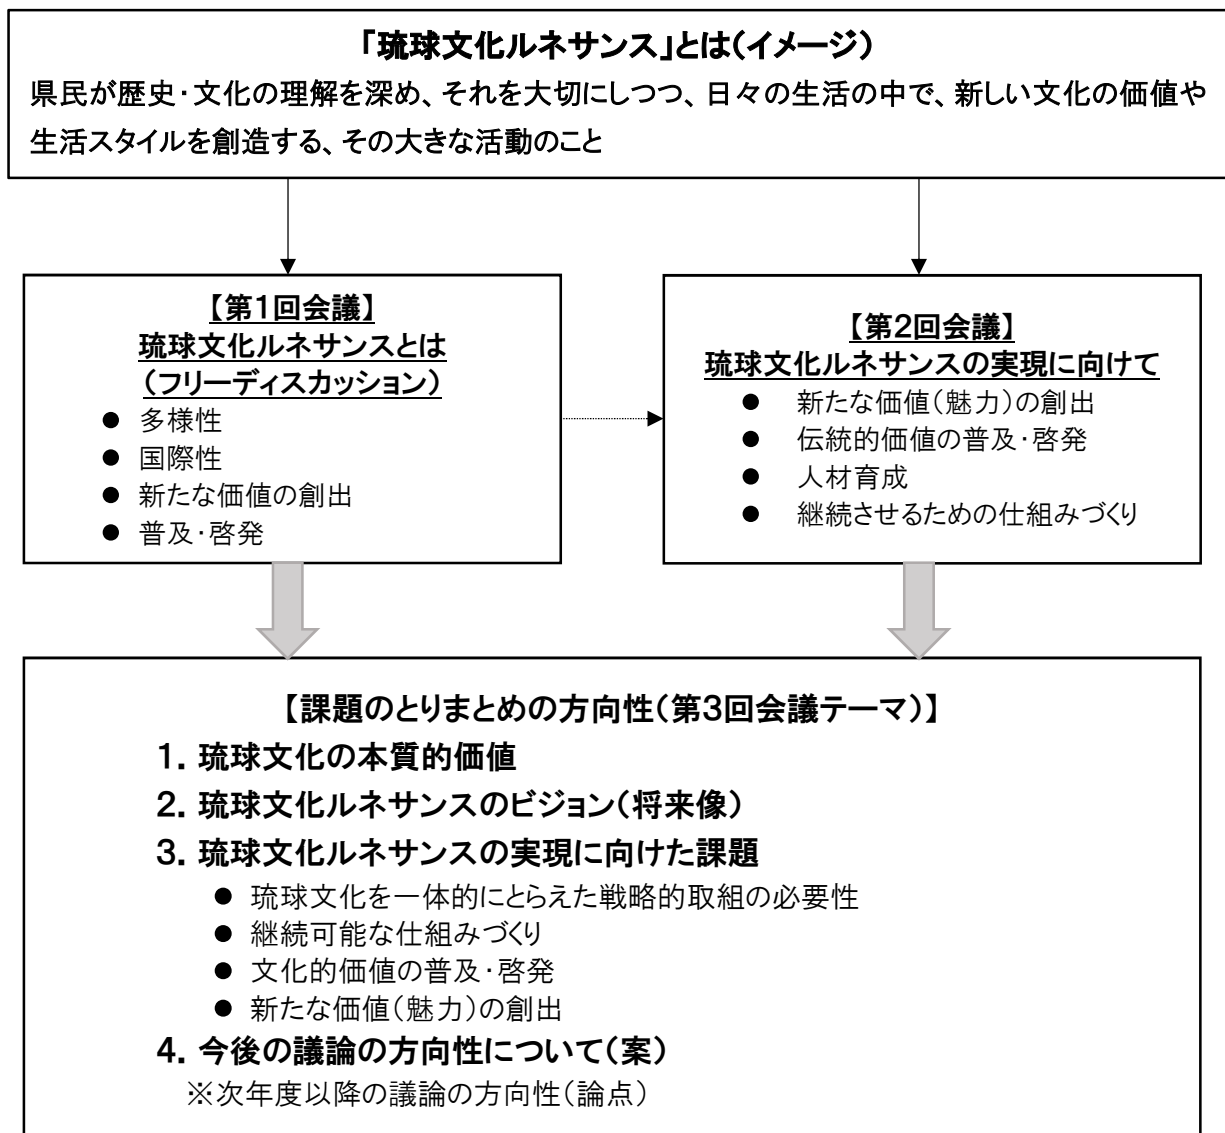 「琉球文化ルネサンス」とは(イメージ)
県民が歴史・文化の理解を深め、それを大切にしつつ、日々の生活の中で、新しい文化の価値や
生活スタイルを創造する、その大きな活動のこと
【第1回会議】
琉球文化ルネサンスとは
(フリーディスカッション)
● 多様性
● 国際性
● 新たな価値の創出
● 普及・啓発
【第2回会議】
琉球文化ルネサンスの実現に向けて
● 新たな価値(魅力)の創出
● 伝統的価値の普及・啓発
● 人材育成
● 継続させるための仕組みづくり
【課題のとりまとめの方向性(第3回会議テーマ)】
1. 琉球文化の本質的価値
2. 琉球文化ルネサンスのビジョン(将来像)
3. 琉球文化ルネサンスの実現に向けた課題
● 琉球文化を一体的にとらえた戦略的取組の必要性
● 継続可能な仕組みづくり
● 文化的価値の普及・啓発
● 新たな価値(魅力)の創出
4. 今後の議論の方向性について(案)
※次年度以降の議論の方向性(論点)